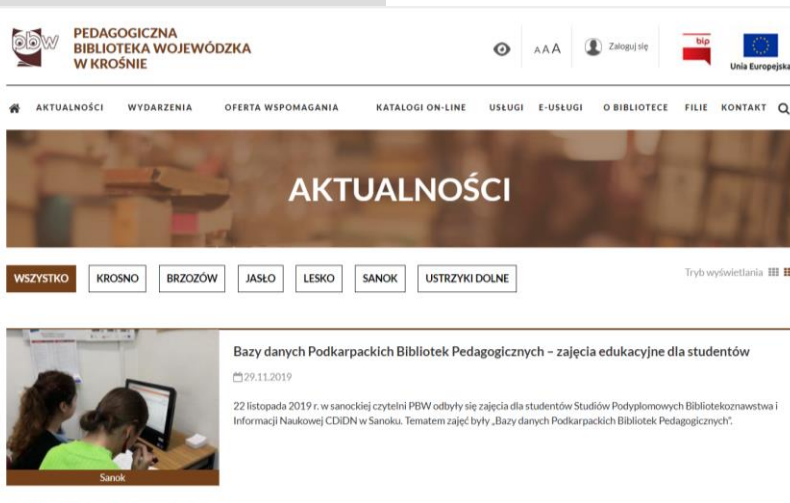 pbw
PEDAGOGICZNA
BIBLIOTEKA WOJEWÓDZKA
W KROŚNIE
A A A
Zaloguj się
bip
Unia Europejska
AKTUALNOŚCI WYDARZENIA OFERTA WSPOMAGANIA KATALOGI ON-LINE USŁUGI E-USŁUGI O BIBLIOTECE FILIE KONTAKT
AKTUALNOŚCI
WSZYSTKO KROSNO BRZOZÓW JASŁO LESKO SANOK USTRZYKI DOLNE
Tryb wyświetlania
Bazy danych Podkarpackich Bibliotek Pedagogicznych – zajęcia edukacyjne dla studentów
29.11.2019
22 listopada 2019 r. w sanockiej czytelni PBW odbyły się zajęcia dla studentów Studiów Podyplomowych Bibliotekoznawstwa i
Informacji Naukowej CDiDN w Sanoku. Tematem zajęć były „Bazy danych Podkarpackich Bibliotek Pedagogicznych”.
Sanok